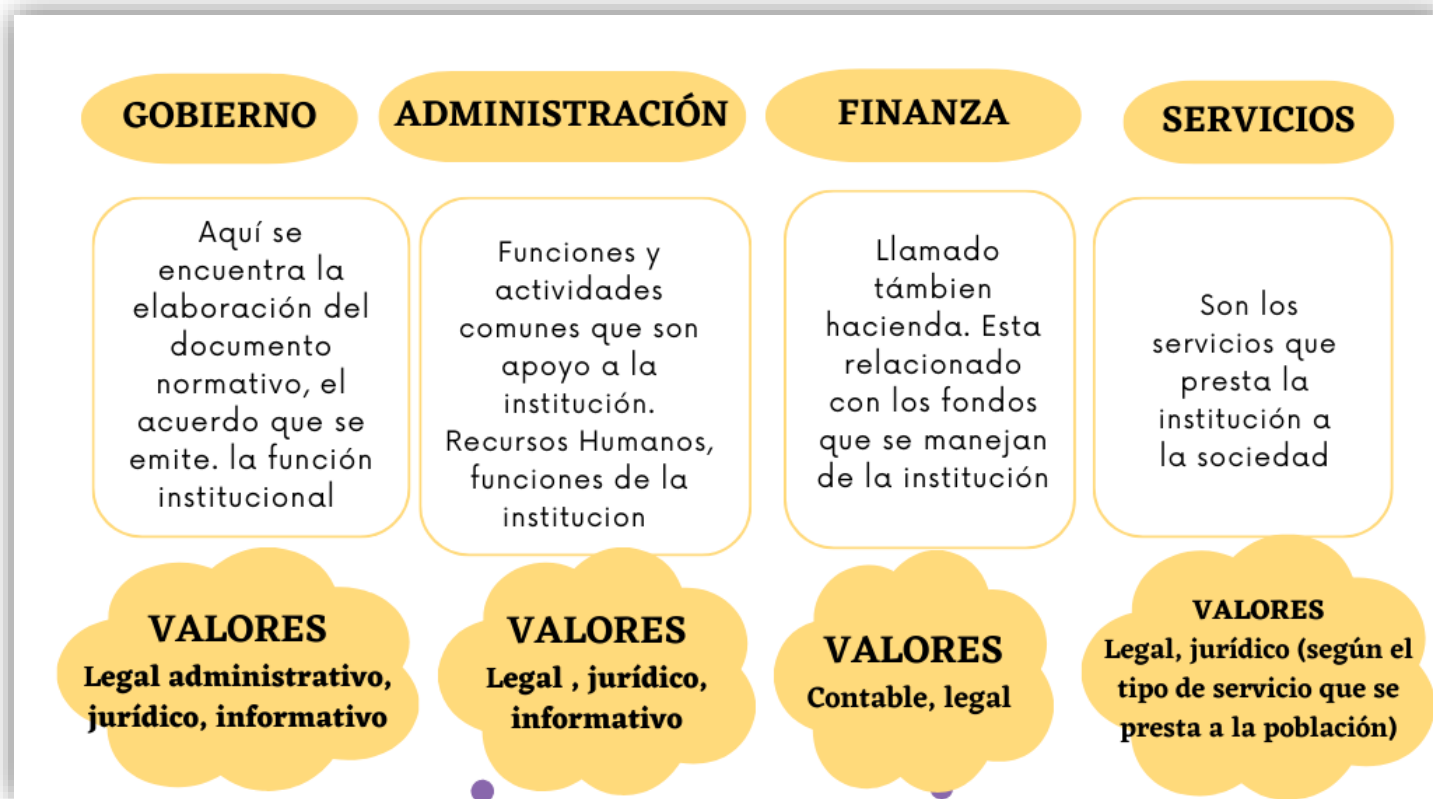 GOBIERNO
Aquí se
encuentra la
elaboración del
documento
normativo, el
acuerdo que se
emite. la función
institucional
VALORES
Legal administrativo,
jurídico, informativo
ADMINISTRACIÓN
Funciones y
actividades
comunes que son
apoyo a la
institución.
Recursos Humanos,
funciones de la
institucion
VALORES
Legal , jurídico,
informativo
FINANZA
Llamado
támbien
hacienda. Esta
relacionado
con los fondos
que se manejan
de la institución
VALORES
Contable, legal
SERVICIOS
Son los
servicios que
presta la
institución a
la sociedad
VALORES
Legal, jurídico (según el
tipo de servicio que se
presta a la población)